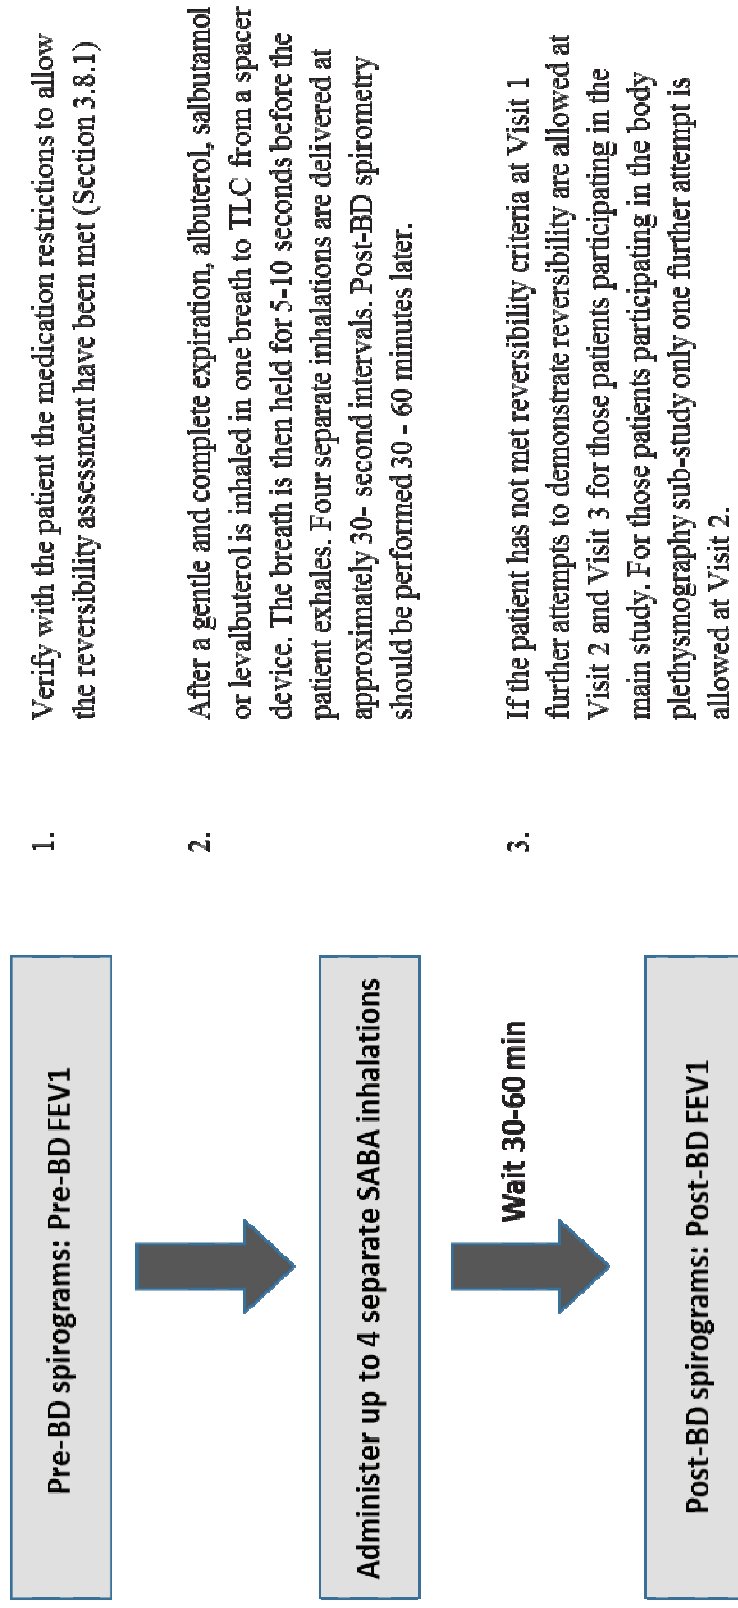 Pre-BD spirograms: Pre-BD FEV1
Administer up to 4 separate SABA inhalations
Wait 30-60 min
Post-BD spirograms: Post-BD FEV1
1. Verify with the patient the medication restrictions to allow
the reversibility assessment have been met (Section 3.8.1)
2. After a gentle and complete expiration, albuterol, salbutamol
or levalbuterol is inhaled in one breath to TLC from a spacer
device. The breath is then held for 5-10 seconds before the
patient exhales. Four separate inhalations are delivered at
approximately 30- second intervals. Post-BD spirometry
should be performed 30 - 60 minutes later.
3. If the patient has not met reversibility criteria at Visit 1
further attempts to demonstrate reversibility are allowed at
Visit 2 and Visit 3 for those patients participating in the
main study. For those patients participating in the body
plethysmography sub-study only one further attempt is
allowed at Visit 2.